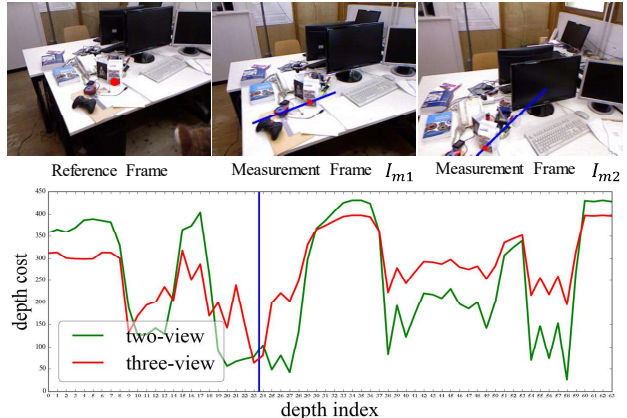 Reference Frame Measurement Frame I_{m1} Measurement Frame I_{m2}
450
400
350
300
250
200
150
100
50
0
depth cost
two-view
three-view
0 1 2 3 4 5 6 7 8 9 10 11 12 13 14 15 16 17 18 19 20 21 22 23 24 25 26 27 28 29 30 31 32 33 34 35 36 37 38 39 40 41 42 43 44 45 46 47 48 49 50 51 52 53 54 55 56 57 58 59 60 61 62 63
depth index